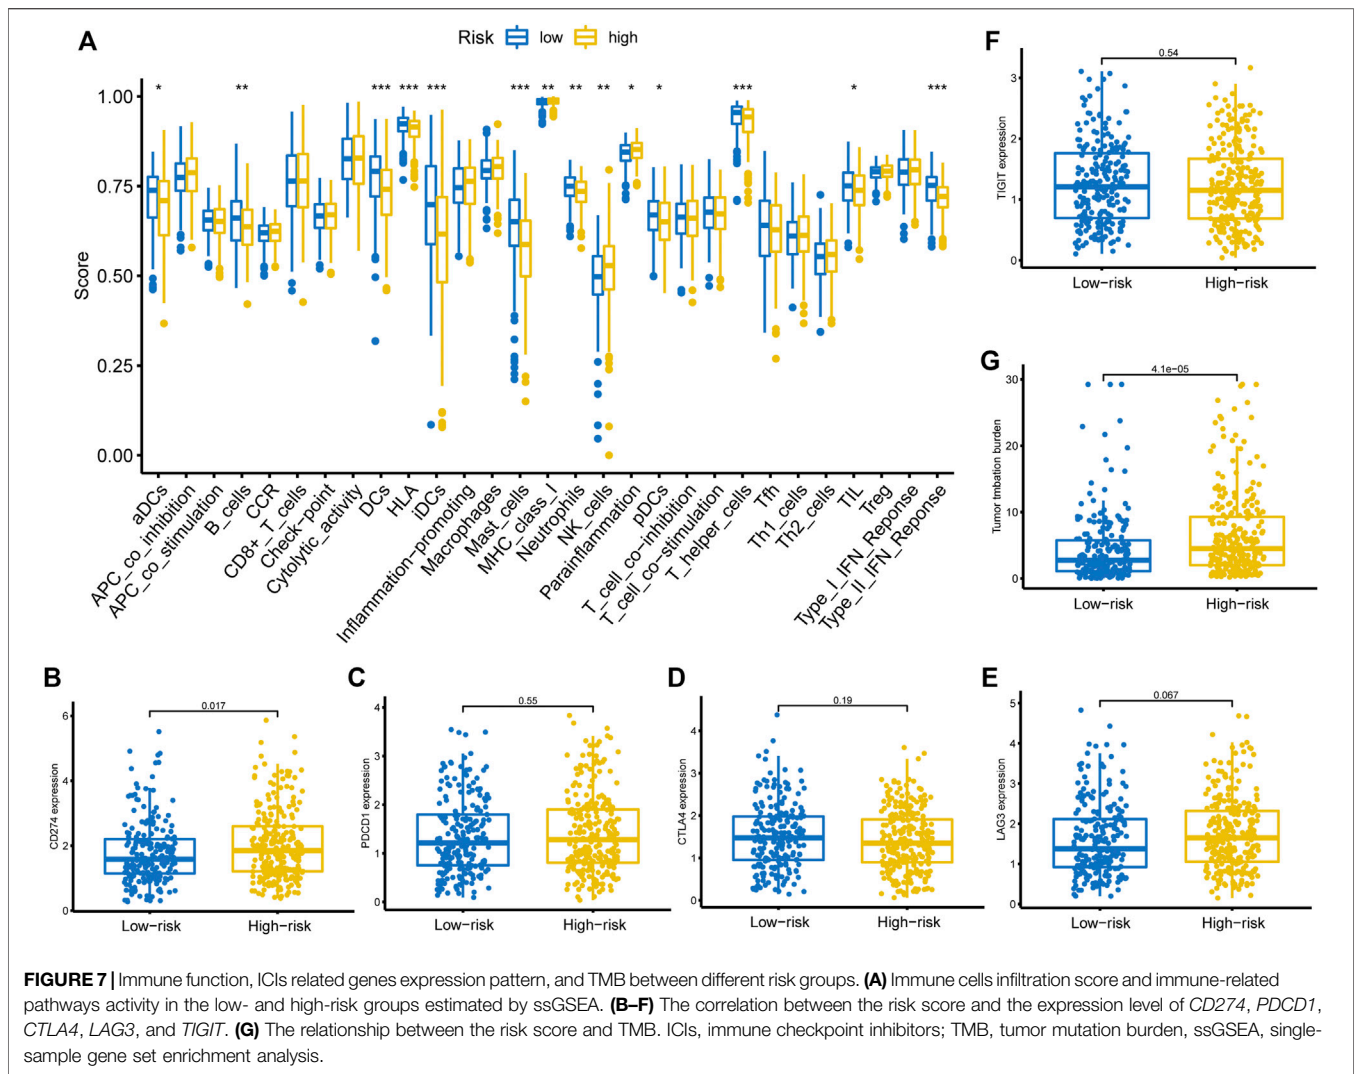 A
Risk low high
* ** *** *** *** *** ** ** ** * * *** * ***
1.00
0.75
0.50
0.25
0.00
Score
aDCs
APC_co_inhibition
APC_co_stimulation
B_cells
CCR
CD8+_T_cells
Check-point
Cytolytic_activity
DCs
HLA
iDCs
Inflammation-promoting
Macrophages
Mast_cells
MHC_class_I
Neutrophils
NK_cells
Parainflammation
pDCs
T_cell_co-inhibition
T_cell_co-stimulation
T_helper_cells
Tfh
Th1_cells
Th2_cells
TIL
Treg
Type_I_IFN_Reponse
Type_II_IFN_Reponse
F
0.54
3
2
1
0
TIGIT expression
Low-risk High-risk
G
4.1e-05
30
20
10
0
Tumor tmbation burden
Low-risk High-risk
B
0.017
6
4
2
0
CD274 expression
Low-risk High-risk
C
0.55
4
3
2
1
0
PDCD1 expression
Low-risk High-risk
D
0.19
4
3
2
1
0
CTLA4 expression
Low-risk High-risk
E
0.067
5
4
3
2
1
0
LAG3 expression
Low-risk High-risk
FIGURE 7 | Immune function, ICIs related genes expression pattern, and TMB between different risk groups. (A) Immune cells infiltration score and immune-related
pathways activity in the low- and high-risk groups estimated by ssGSEA. (B–F) The correlation between the risk score and the expression level of CD274, PDCD1,
CTLA4, LAG3, and TIGIT. (G) The relationship between the risk score and TMB. ICIs, immune checkpoint inhibitors; TMB, tumor mutation burden, ssGSEA, single-
sample gene set enrichment analysis.